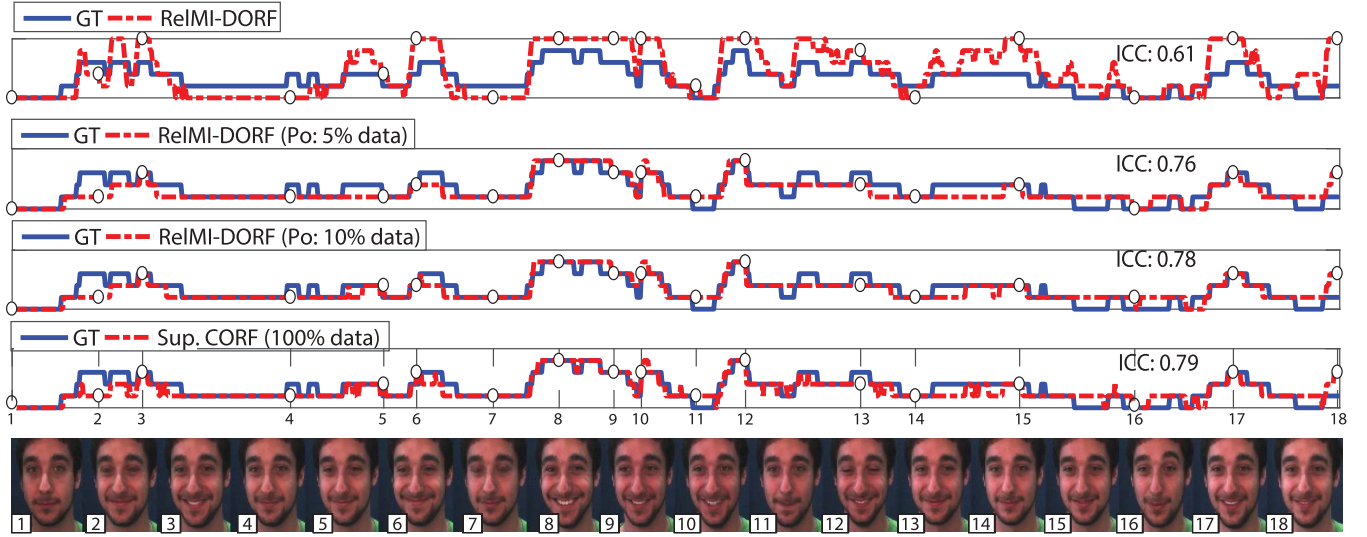 GT RelMI-DORF
ICC: 0.61
GT RelMI-DORF (Po: 5% data)
ICC: 0.76
GT RelMI-DORF (Po: 10% data)
ICC: 0.78
GT Sup. CORF (100% data)
ICC: 0.79
1 2 3 4 5 6 7 8 9 10 11 12 13 14 15 16 17 18
1 2 3 4 5 6 7 8 9 10 11 12 13 14 15 16 17 18